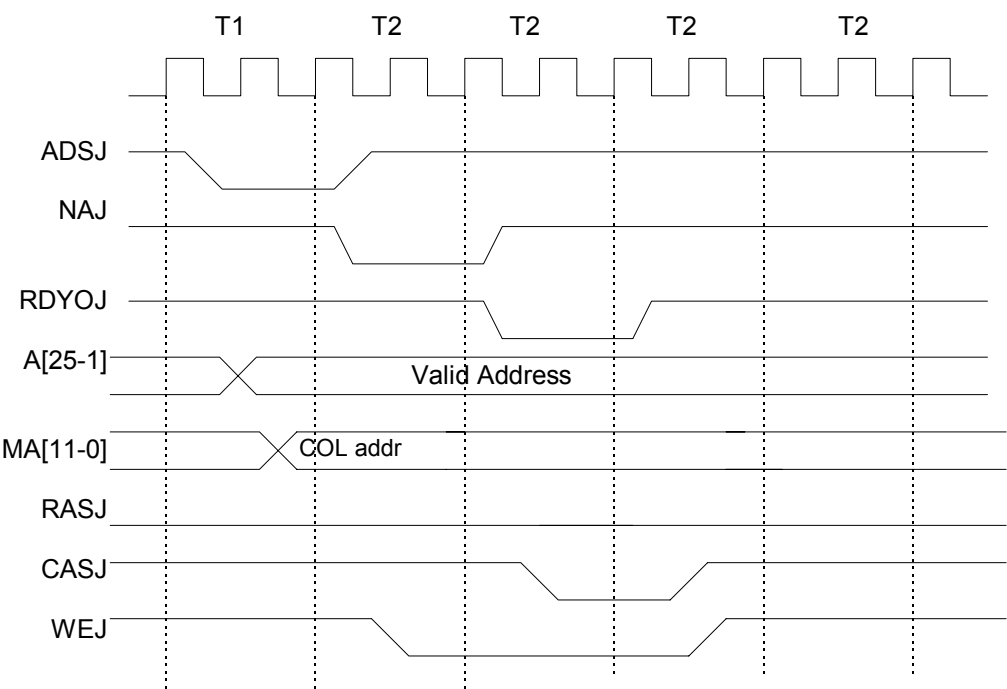 T1 T2 T2 T2 T2
ADSJ
NAJ
RDYOJ
A[25-1]
Valid Address
MA[11-0]
COL addr
RASJ
CASJ
WEJ